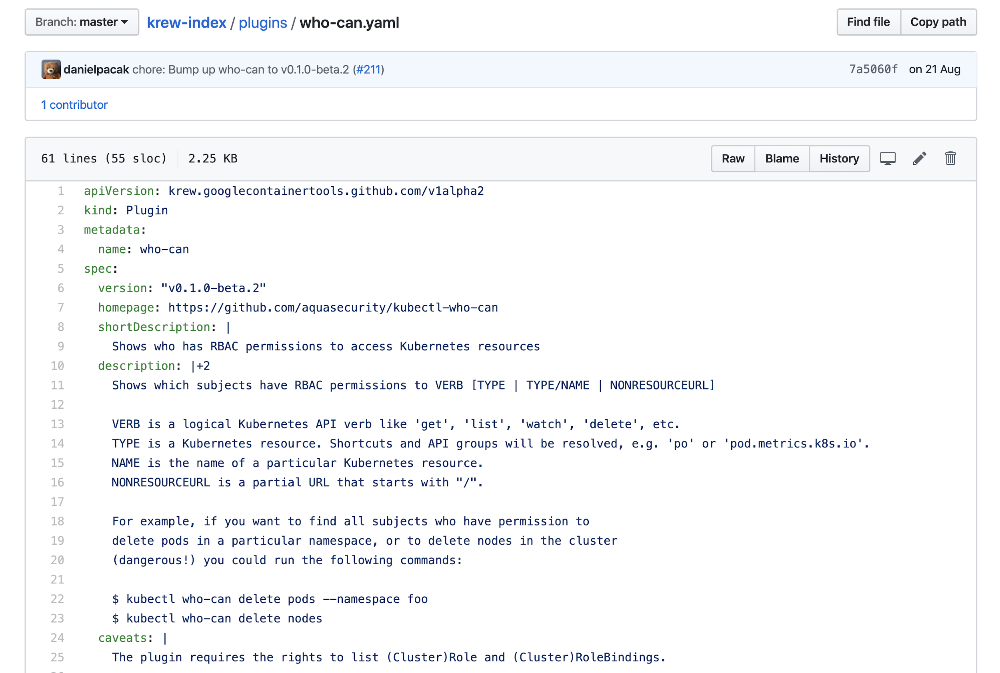 Branch: master krew-index / plugins / who-can.yaml Find file Copy path
danielpacak chore: Bump up who-can to v0.1.0-beta.2 (#211) 7a5060f on 21 Aug
1 contributor
61 lines (55 sloc) 2.25 KB Raw Blame History
1 apiVersion: krew.googlecontainertools.github.com/v1alpha2
2 kind: Plugin
3 metadata:
4   name: who-can
5 spec:
6   version: "v0.1.0-beta.2"
7   homepage: https://github.com/aquasecurity/kubectl-who-can
8   shortDescription: |
9     Shows who has RBAC permissions to access Kubernetes resources
10   description: |+2
11     Shows which subjects have RBAC permissions to VERB [TYPE | TYPE/NAME | NONRESOURCEURL]
12
13     VERB is a logical Kubernetes API verb like 'get', 'list', 'watch', 'delete', etc.
14     TYPE is a Kubernetes resource. Shortcuts and API groups will be resolved, e.g. 'po' or 'pod.metrics.k8s.io'.
15     NAME is the name of a particular Kubernetes resource.
16     NONRESOURCEURL is a partial URL that starts with "/".
17
18     For example, if you want to find all subjects who have permission to
19     delete pods in a particular namespace, or to delete nodes in the cluster
20     (dangerous!) you could run the following commands:
21
22     $ kubectl who-can delete pods --namespace foo
23     $ kubectl who-can delete nodes
24   caveats: |
25     The plugin requires the rights to list (Cluster)Role and (Cluster)RoleBindings.